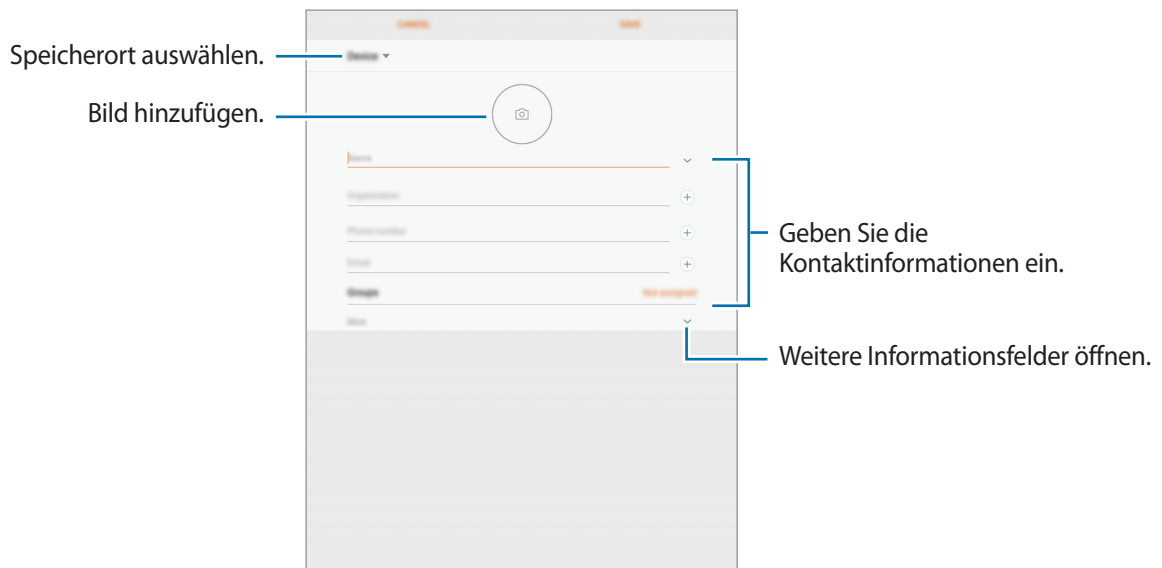 CANCEL
SAVE
Speicherort auswählen.
Device
Bild hinzufügen.
Name
Organisation
Phone number
Email
Geben Sie die
Kontaktinformationen ein.
Groups
Not assigned
More
Weitere Informationsfelder öffnen.